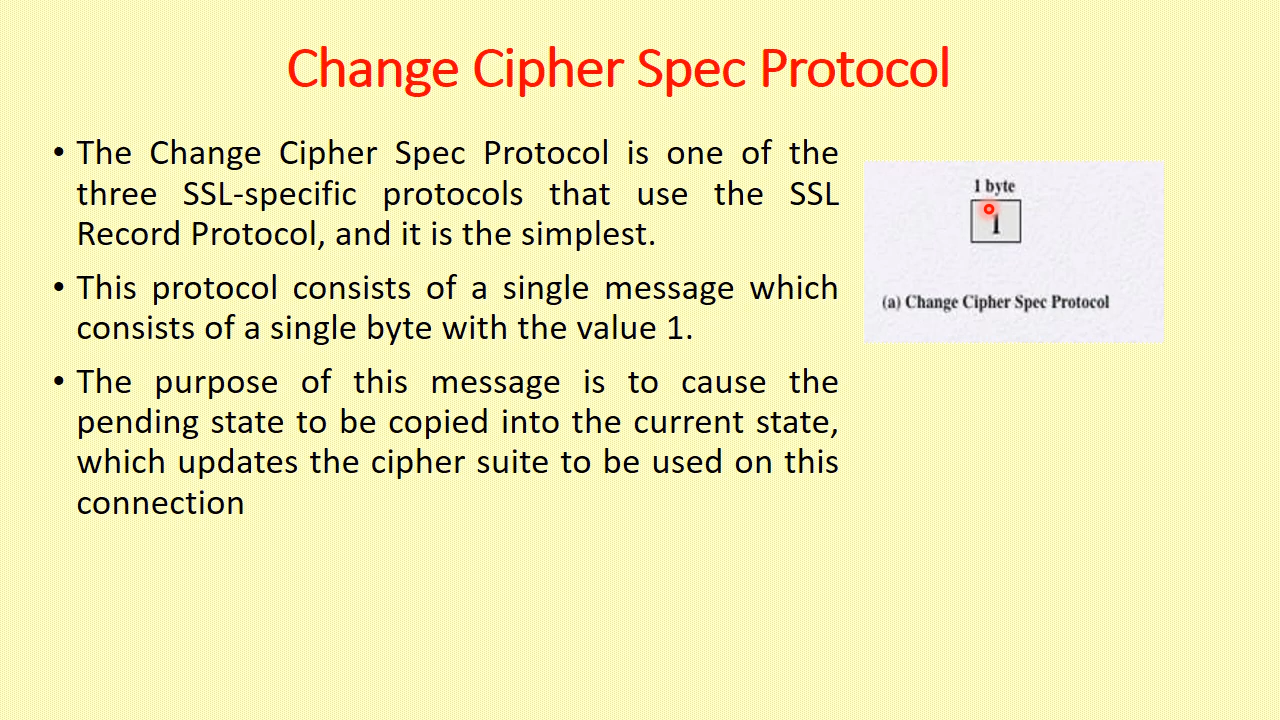 Change Cipher Spec Protocol
• The Change Cipher Spec Protocol is one of the
three SSL-specific protocols that use the SSL
Record Protocol, and it is the simplest.
• This protocol consists of a single message which
consists of a single byte with the value 1.
• The purpose of this message is to cause the
pending state to be copied into the current state,
which updates the cipher suite to be used on this
connection
1 byte
1
(a) Change Cipher Spec Protocol